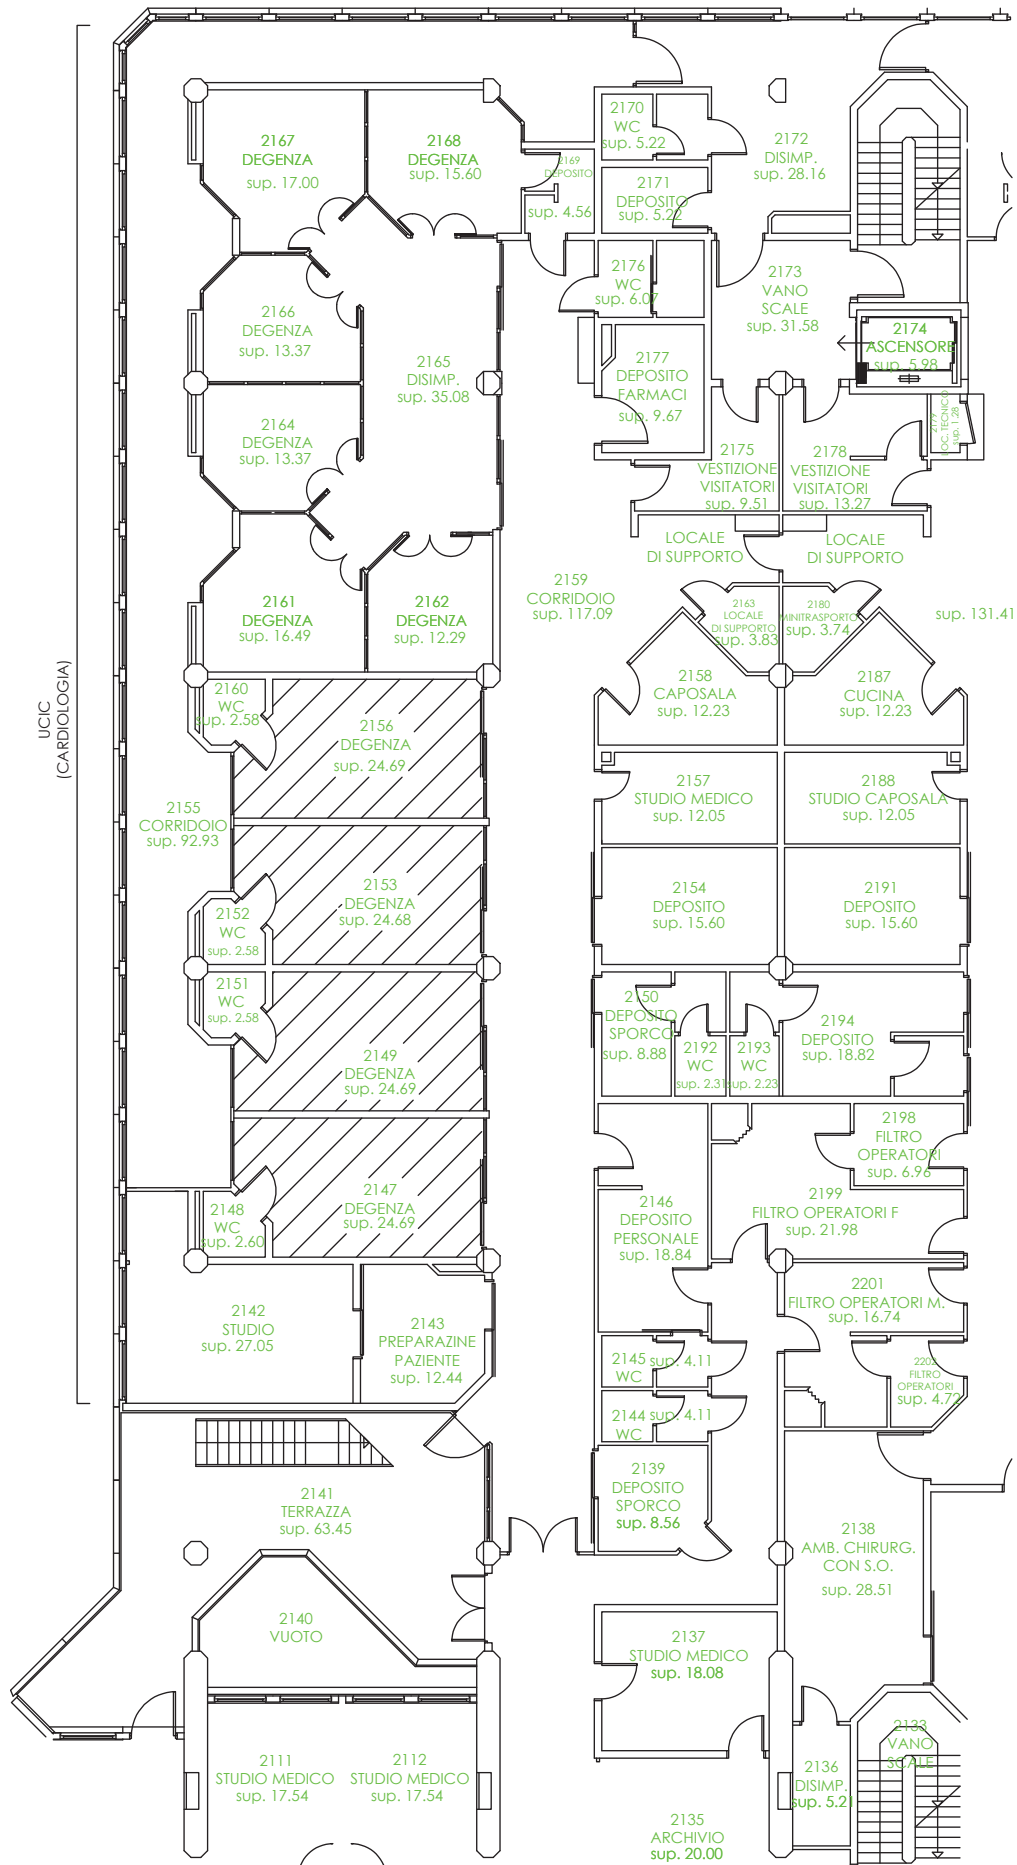 2167
DEGENZA
sup. 17.00
2168
DEGENZA
sup. 15.60
2169
DEPOSITO
sup. 4.56
2170
WC
sup. 5.22
2171
DEPOSITO
sup. 5.22
2172
DISIMP.
sup. 28.16
2166
DEGENZA
sup. 13.37
2165
DISIMP.
sup. 35.08
2176
WC
sup. 6.07
2173
VANO
SCALE
sup. 31.58
2174
ASCENSORE
sup. 5.98
2177
DEPOSITO
FARMACI
sup. 9.67
2164
DEGENZA
sup. 13.37
2175
VESTIZIONE
VISITATORI
sup. 9.51
2178
VESTIZIONE
VISITATORI
sup. 13.27
2179
LOC. TECNICO
sup. 1.28
LOCALE
DI SUPPORTO
LOCALE
DI SUPPORTO
2161
DEGENZA
sup. 16.49
2162
DEGENZA
sup. 12.29
2159
CORRIDOIO
sup. 117.09
2163
LOCALE
DI SUPPORTO
sup. 3.83
2180
MINITRASPORTO
sup. 3.74
sup. 131.41
UCIC
(CARDIOLOGIA)
2160
WC
sup. 2.58
2156
DEGENZA
sup. 24.69
2158
CAPOSALA
sup. 12.23
2187
CUCINA
sup. 12.23
2155
CORRIDOIO
sup. 92.93
2157
STUDIO MEDICO
sup. 12.05
2188
STUDIO CAPOSALA
sup. 12.05
2153
DEGENZA
sup. 24.68
2152
WC
sup. 2.58
2154
DEPOSITO
sup. 15.60
2191
DEPOSITO
sup. 15.60
2151
WC
sup. 2.58
2149
DEGENZA
sup. 24.69
2150
DEPOSITO
SPORCO
sup. 8.88
2192
WC
sup. 2.31
2193
WC
sup. 2.23
2194
DEPOSITO
sup. 18.82
2198
FILTRO
OPERATORI
sup. 6.96
2148
WC
sup. 2.60
2147
DEGENZA
sup. 24.69
2146
DEPOSITO
PERSONALE
sup. 18.84
2199
FILTRO OPERATORI F
sup. 21.98
2142
STUDIO
sup. 27.05
2143
PREPARAZINE
PAZIENTE
sup. 12.44
2201
FILTRO OPERATORI M.
sup. 16.74
2145
WC
sup. 4.11
2202
FILTRO
OPERATORI
sup. 4.72
2144
WC
sup. 4.11
2141
TERRAZZA
sup. 63.45
2139
DEPOSITO
SPORCO
sup. 8.56
2138
AMB. CHIRURG.
CON S.O.
sup. 28.51
2140
VUOTO
2137
STUDIO MEDICO
sup. 18.08
2133
VANO
SCALE
2111
STUDIO MEDICO
sup. 17.54
2112
STUDIO MEDICO
sup. 17.54
2136
DISIMP.
sup. 5.21
2135
ARCHIVIO
sup. 20.00